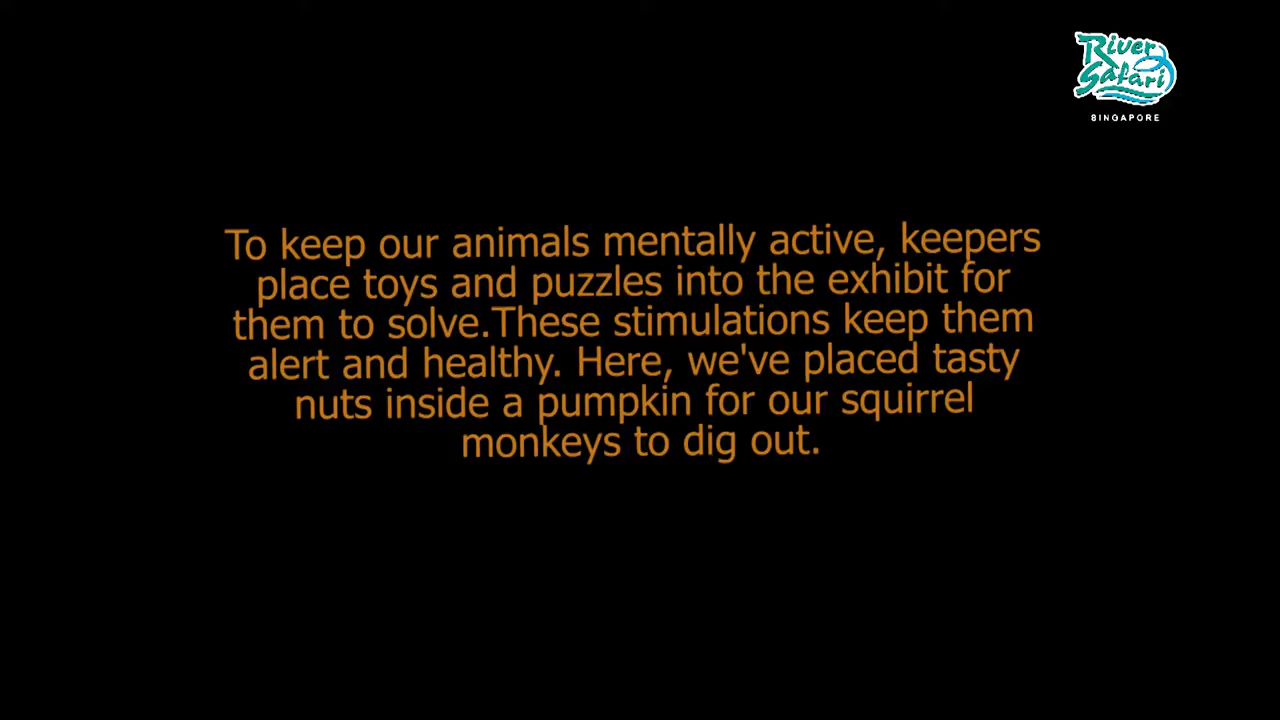 River
Safari
SINGAPORE
To keep our animals mentally active, keepers
place toys and puzzles into the exhibit for
them to solve.These stimulations keep them
alert and healthy. Here, we've placed tasty
nuts inside a pumpkin for our squirrel
monkeys to dig out.